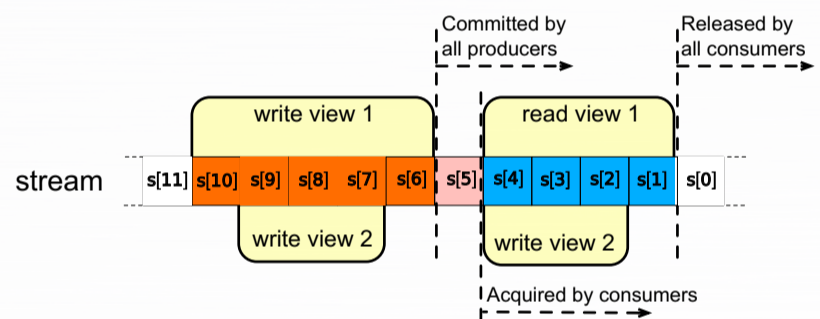 Committed by
all producers
Released by
all consumers
write view 1
read view 1
stream
s[11] s[10] s[9] s[8] s[7] s[6] s[5] s[4] s[3] s[2] s[1] s[0]
write view 2
write view 2
Acquired by consumers